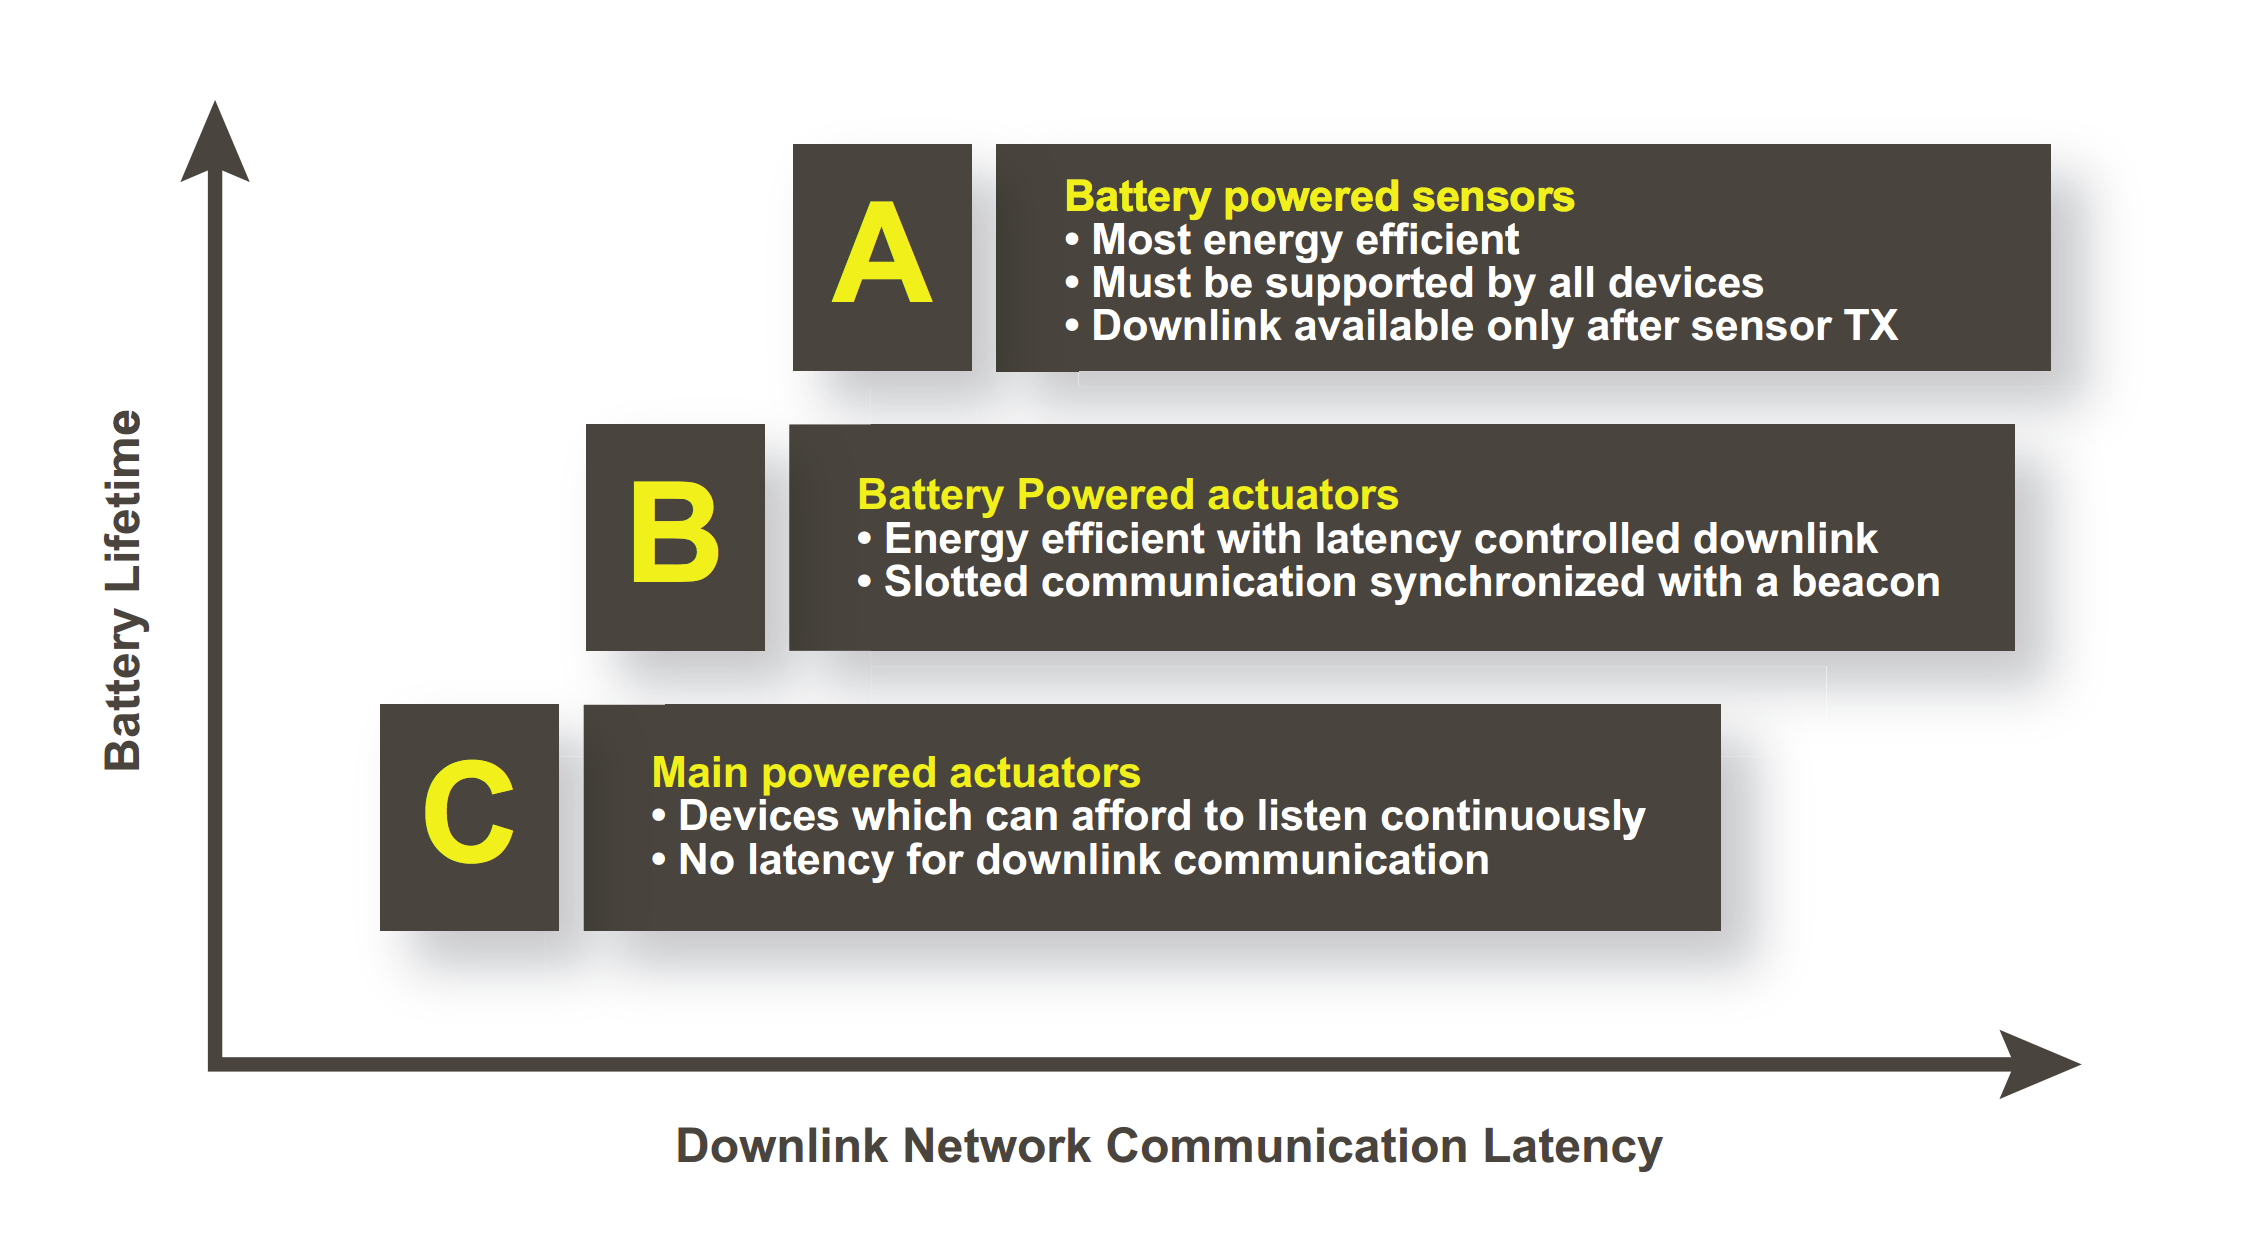 Battery Lifetime
A
Battery powered sensors
• Most energy efficient
• Must be supported by all devices
• Downlink available only after sensor TX
B
Battery Powered actuators
• Energy efficient with latency controlled downlink
• Slotted communication synchronized with a beacon
C
Main powered actuators
• Devices which can afford to listen continuously
• No latency for downlink communication
Downlink Network Communication Latency